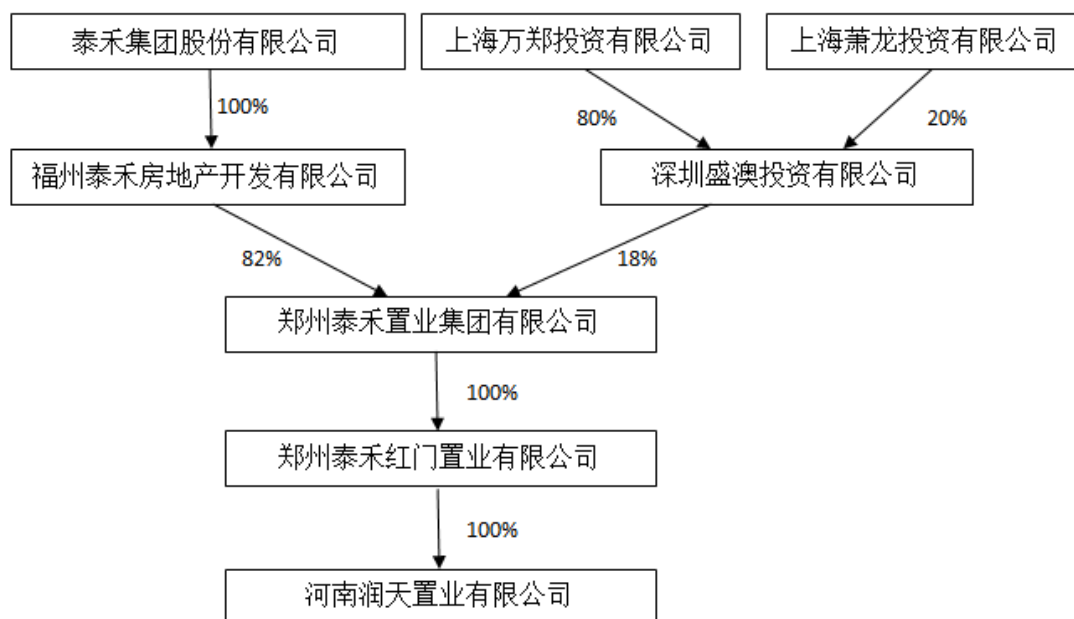 泰禾集团股份有限公司
上海万郑投资有限公司
上海萧龙投资有限公司
100%
80%
20%
福州泰禾房地产开发有限公司
深圳盛澳投资有限公司
82%
18%
郑州泰禾置业集团有限公司
100%
郑州泰禾红门置业有限公司
100%
河南润天置业有限公司